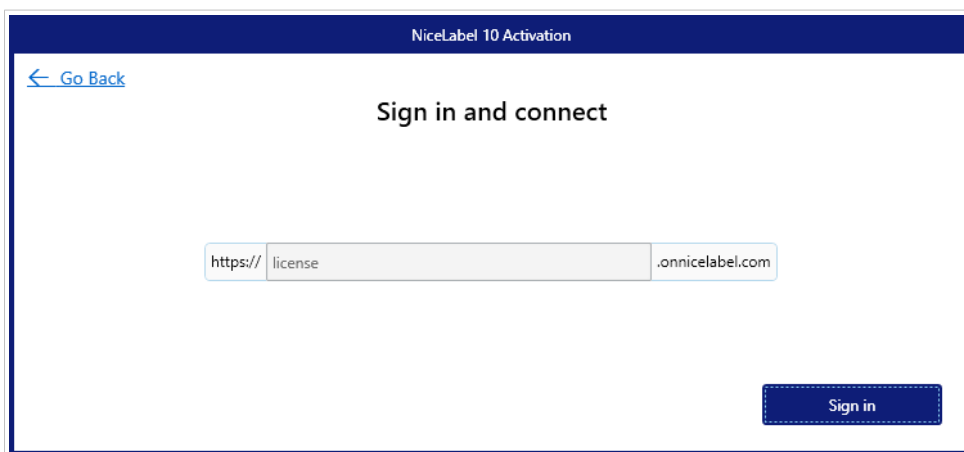 NiceLabel 10 Activation
← Go Back
Sign in and connect
https:// license .onnicelabel.com
Sign in